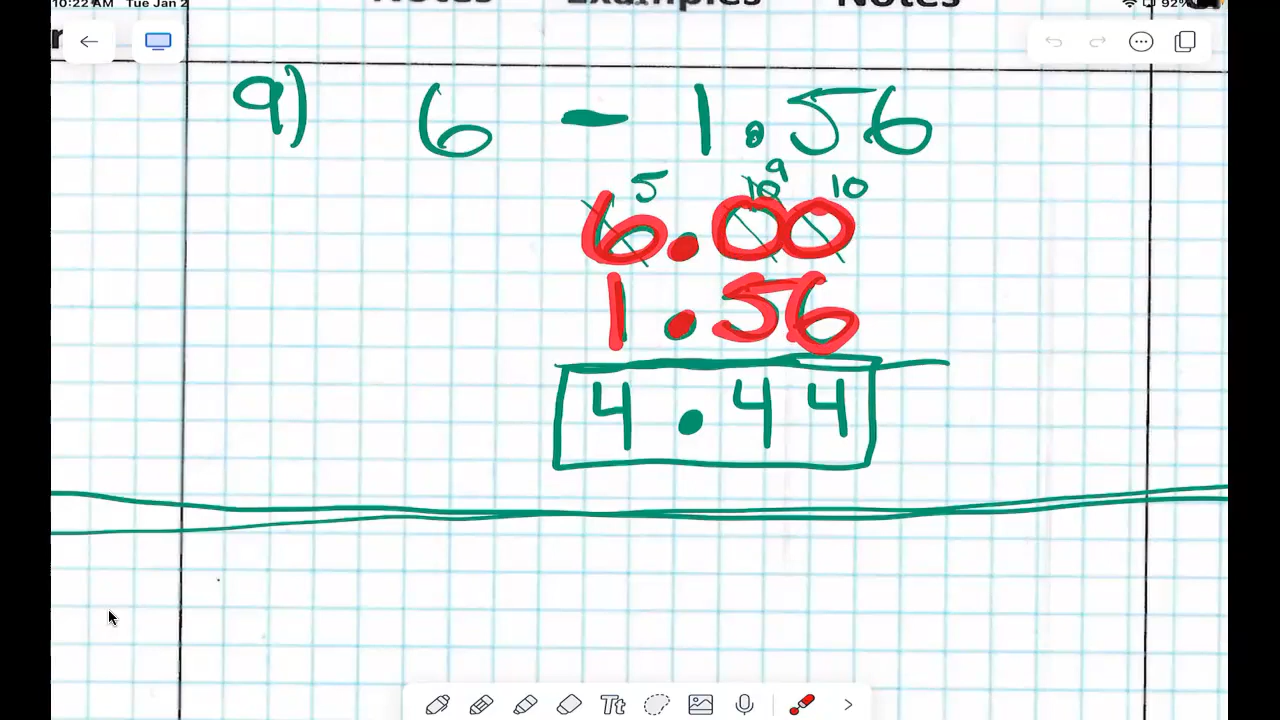 10:22 AM Tue Jan 2
92%
Notes Examples Notes
9) 6 - 1.56
5 10 9 10
6.00
1.56
4.44
Tt